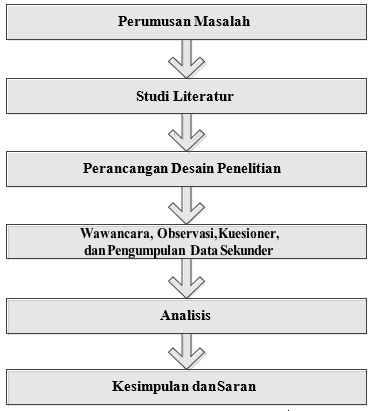 Perumusan Masalah
Studi Literatur
Perancangan Desain Penelitian
Wawancara, Observasi,Kuesioner,
dan Pengumpulan Data Sekunder
Analisis
Kesimpulan dan Saran